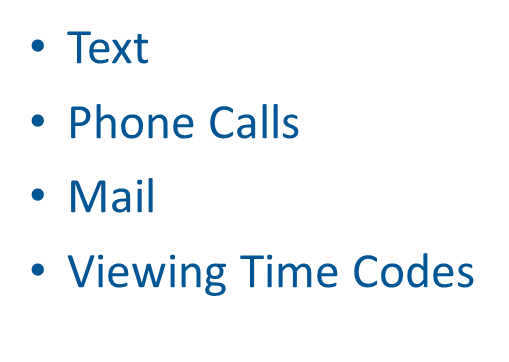 • Text
• Phone Calls
• Mail
• Viewing Time Codes